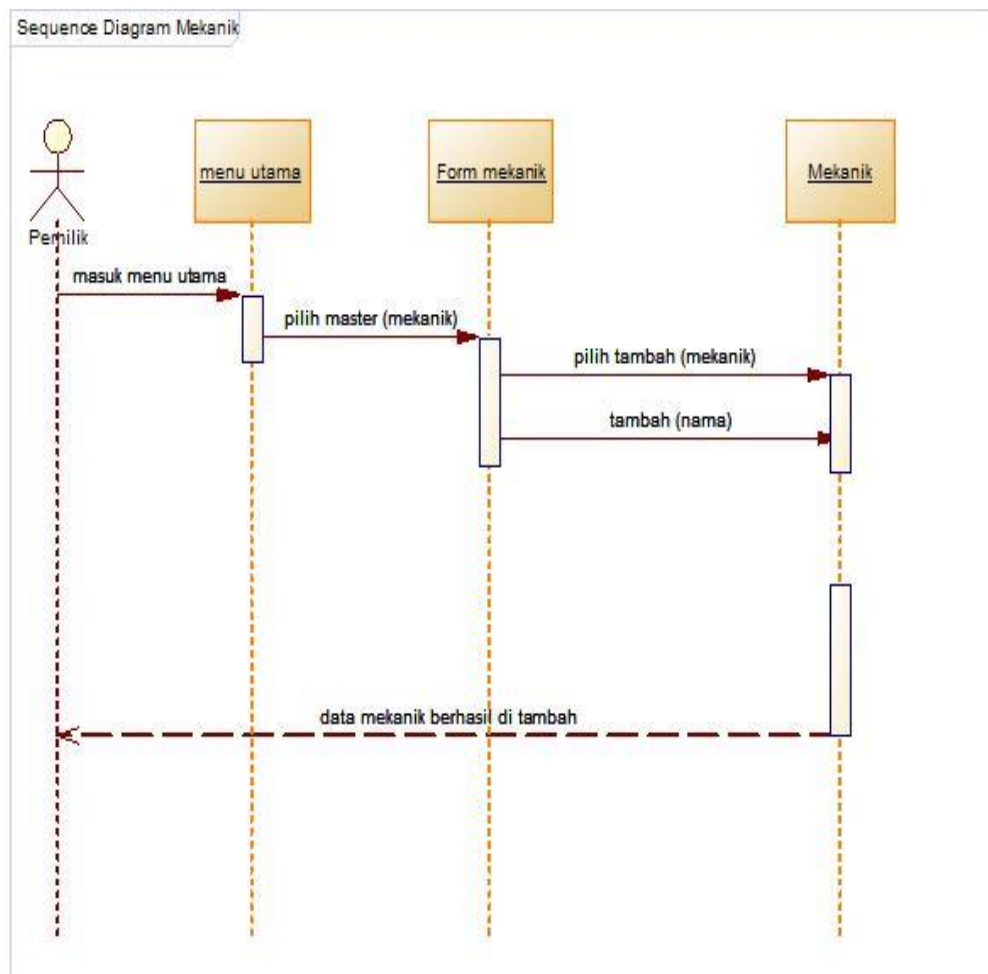 Sequence Diagram Mekanik
menu utama
Form mekanik
Mekanik
Pemilik
masuk menu utama
pilih master (mekanik)
pilih tambah (mekanik)
tambah (nama)
data mekanik berhasil di tambah